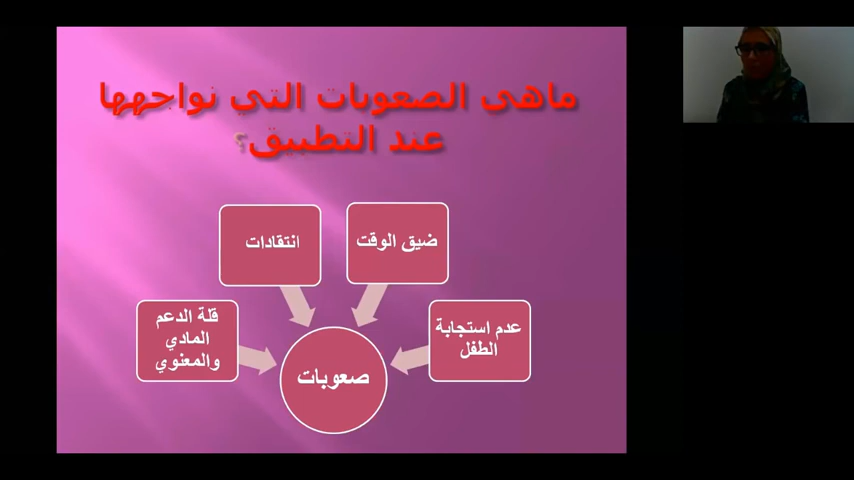 ماهى الصعوبات التي نواجهها
عند التطبيق؟
ضيق الوقت
انتقادات
عدم استجابة
الطفل
قلة الدعم
المادي
والمعنوي
صعوبات